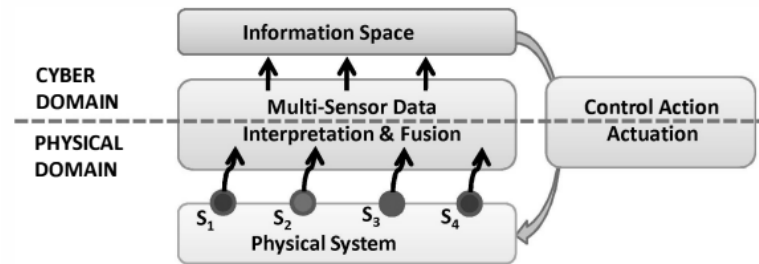 Information Space
CYBER
DOMAIN
Multi-Sensor Data
Interpretation & Fusion
Control Action
Actuation
PHYSICAL
DOMAIN
S1
S2
S3
S4
Physical System